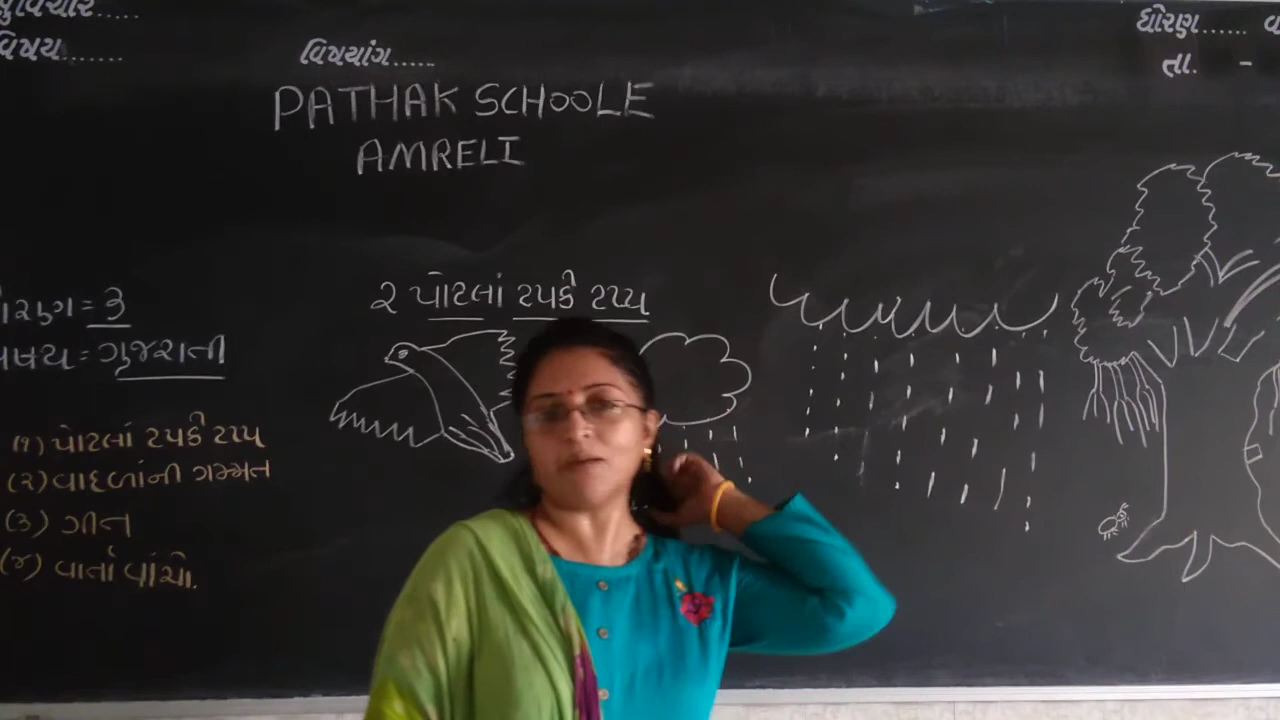 સુવિચાર.....
વિષય.......
વિષયાંગ.....
ધોરણ......
તા. -
PATHAK SCHOOLE
AMRELI
૨ પોટલાં ટપકે ટપ્પ
ધોરણ = ૩
વિષય = ગુજરાતી
(૧) પોટલાં ટપકે ટપ્પ
(૨) વાદળાંની ગમ્મત
(૩) ગીત
(૪) વાર્તા વાંચો.